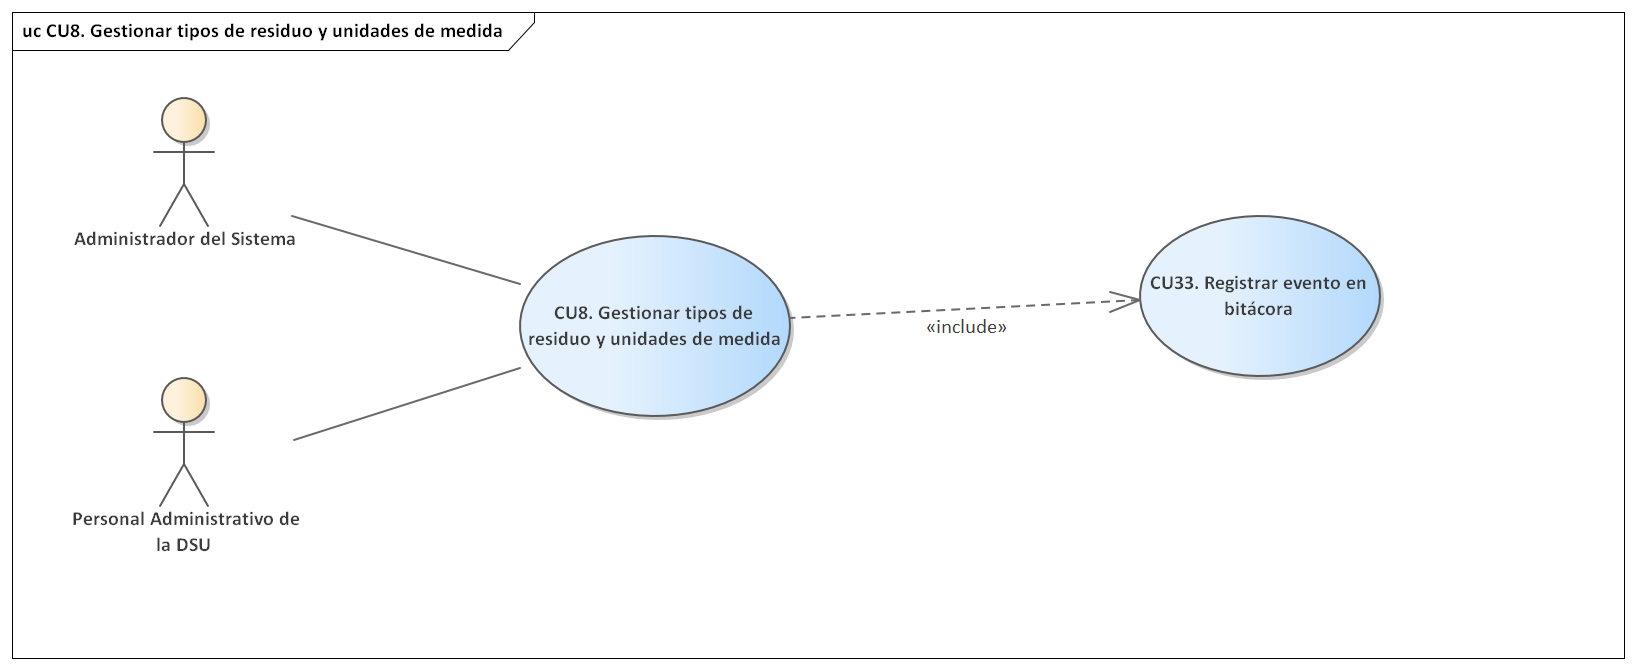 uc CU8. Gestionar tipos de residuo y unidades de medida
Administrador del Sistema
CU8. Gestionar tipos de
residuo y unidades de medida
«include»
CU33. Registrar evento en
bitácora
Personal Administrativo de
la DSU